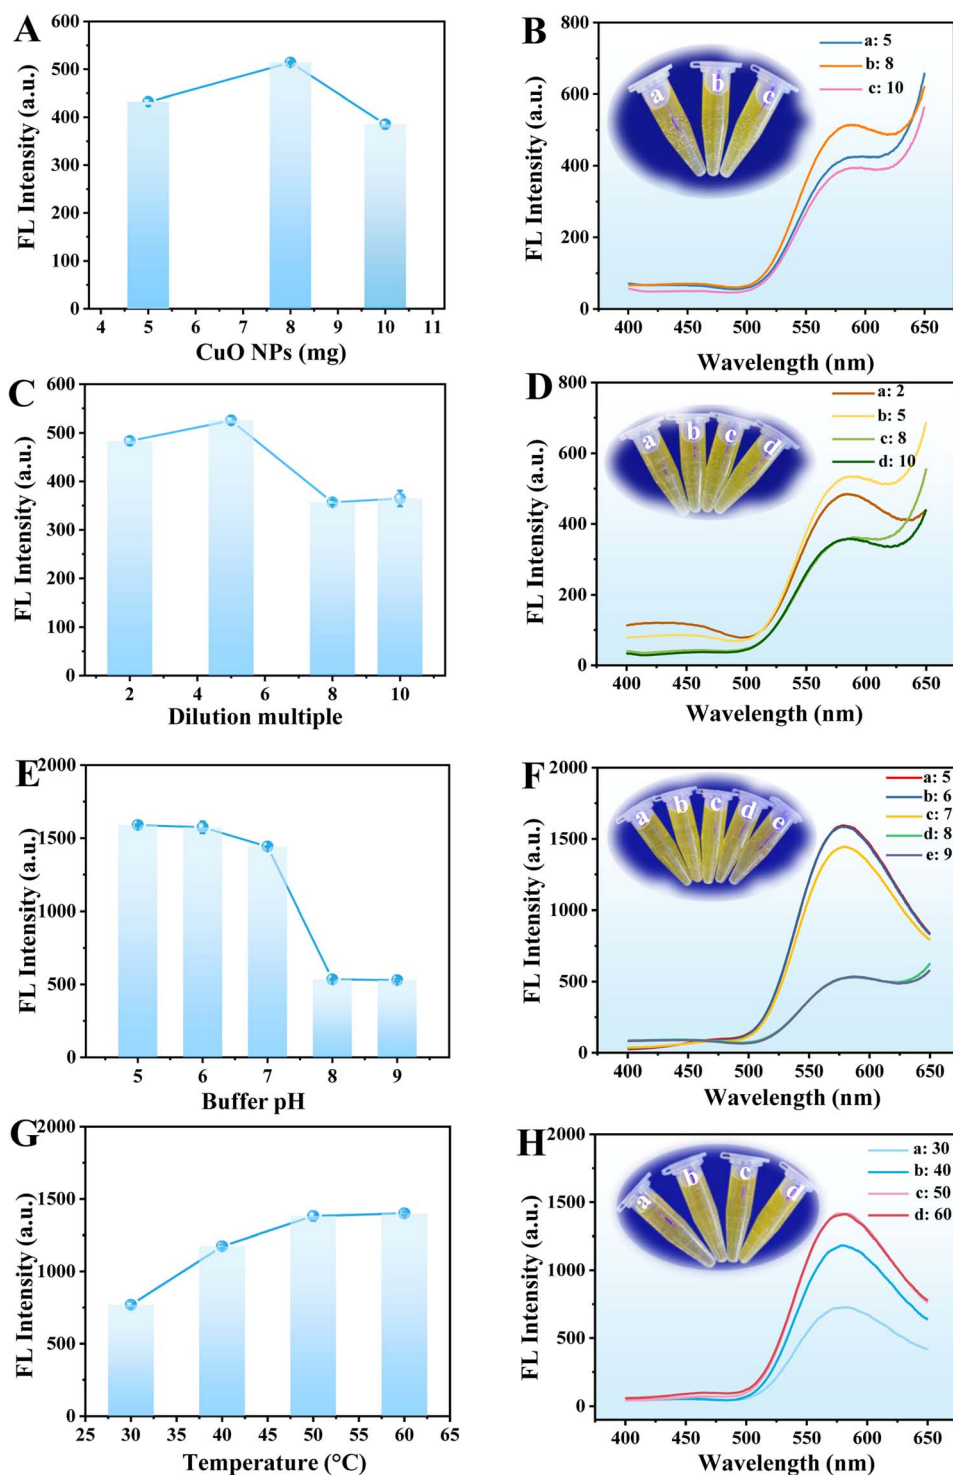 A
FL Intensity (a.u.)
600
500
400
300
200
100
0
4 5 6 7 8 9 10 11
CuO NPs (mg)
B
FL Intensity (a.u.)
800
600
400
200
0
a b c
a: 5
b: 8
c: 10
400 450 500 550 600 650
Wavelength (nm)
C
FL Intensity (a.u.)
600
500
400
300
200
100
0
2 4 6 8 10
Dilution multiple
D
FL Intensity (a.u.)
800
600
400
200
0
a b c d
a: 2
b: 5
c: 8
d: 10
400 450 500 550 600 650
Wavelength (nm)
E
FL Intensity (a.u.)
2000
1500
1000
500
0
5 6 7 8 9
Buffer pH
F
FL Intensity (a.u.)
2000
1500
1000
500
0
a b c d e
a: 5
b: 6
c: 7
d: 8
e: 9
400 450 500 550 600 650
Wavelength (nm)
G
FL Intensity (a.u.)
2000
1500
1000
500
0
25 30 35 40 45 50 55 60 65
Temperature (°C)
H
FL Intensity (a.u.)
2000
1500
1000
500
0
a b c d
a: 30
b: 40
c: 50
d: 60
400 450 500 550 600 650
Wavelength (nm)